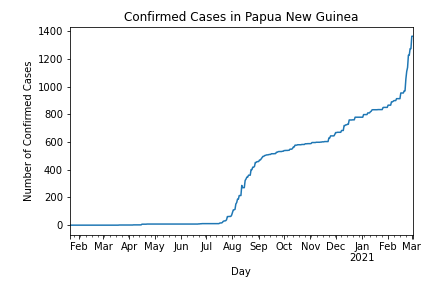 Confirmed Cases in Papua New Guinea
1400
1200
1000
800
600
400
200
0
Number of Confirmed Cases
Feb Mar Apr May Jun Jul Aug Sep Oct Nov Dec Jan Feb Mar
2021
Day